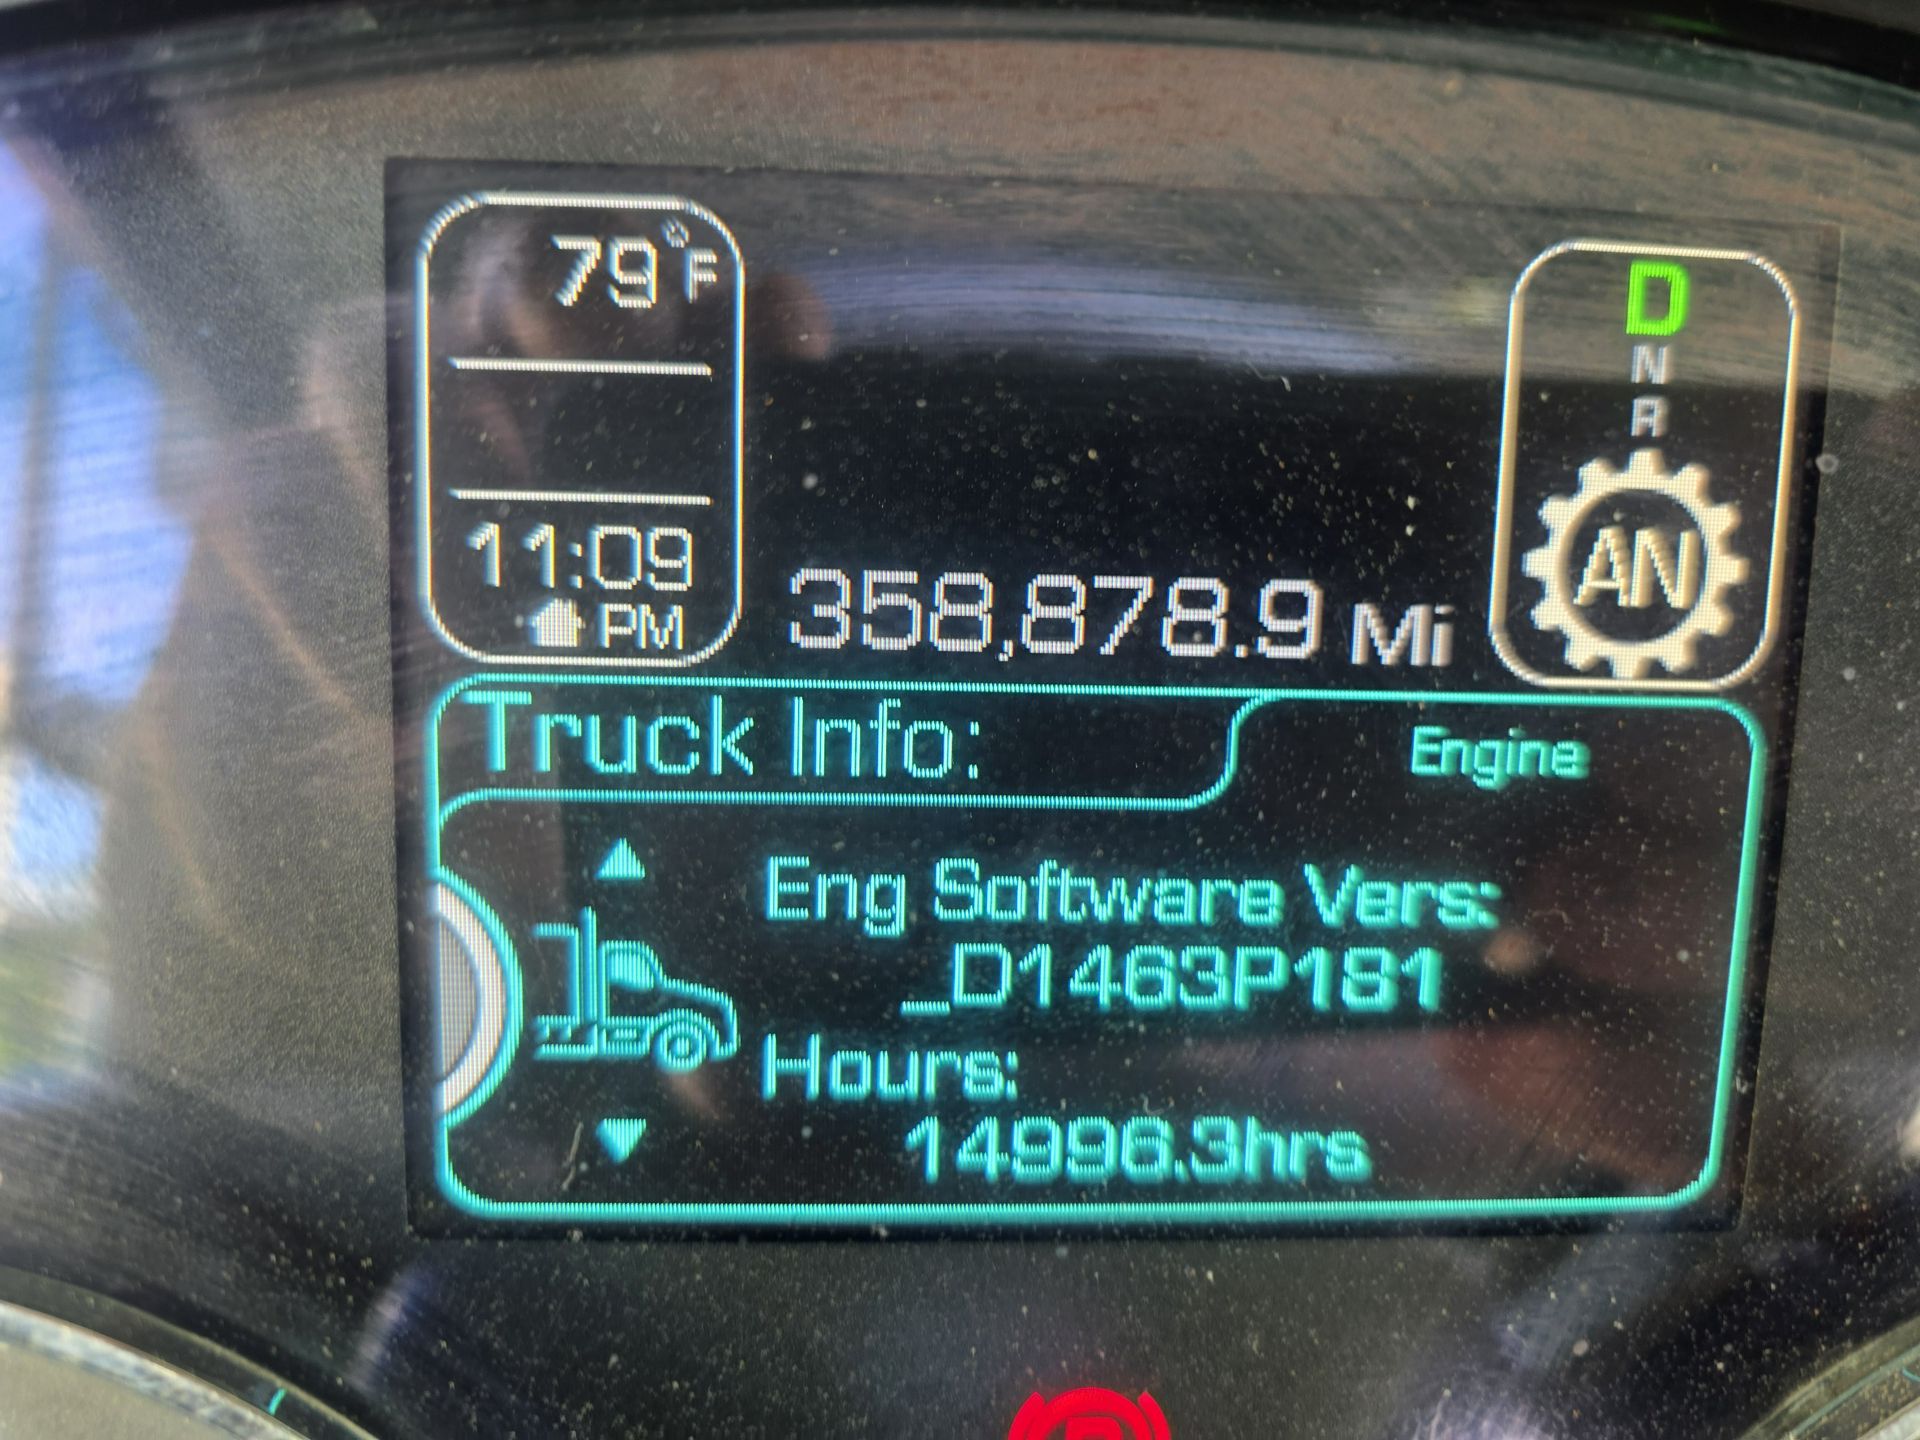 79°F
11:09
PM
358,878.9 Mi
D
N
R
AN
Truck Info:
Engine
Eng Software Vers:
_D1463P181
Hours:
14996.3hrs
P